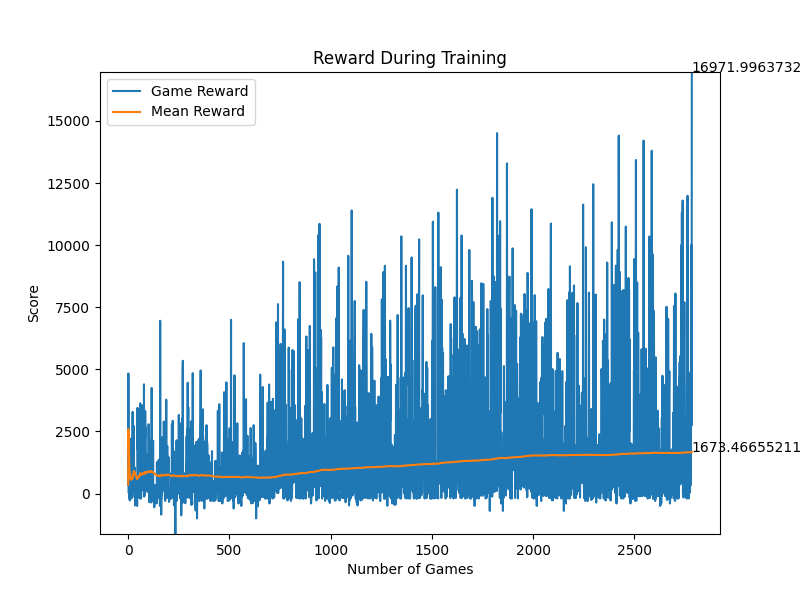 Reward During Training
16971.9963732
Game Reward
Mean Reward
15000
12500
10000
7500
5000
2500
0
1673.46655211
Score
0 500 1000 1500 2000 2500
Number of Games